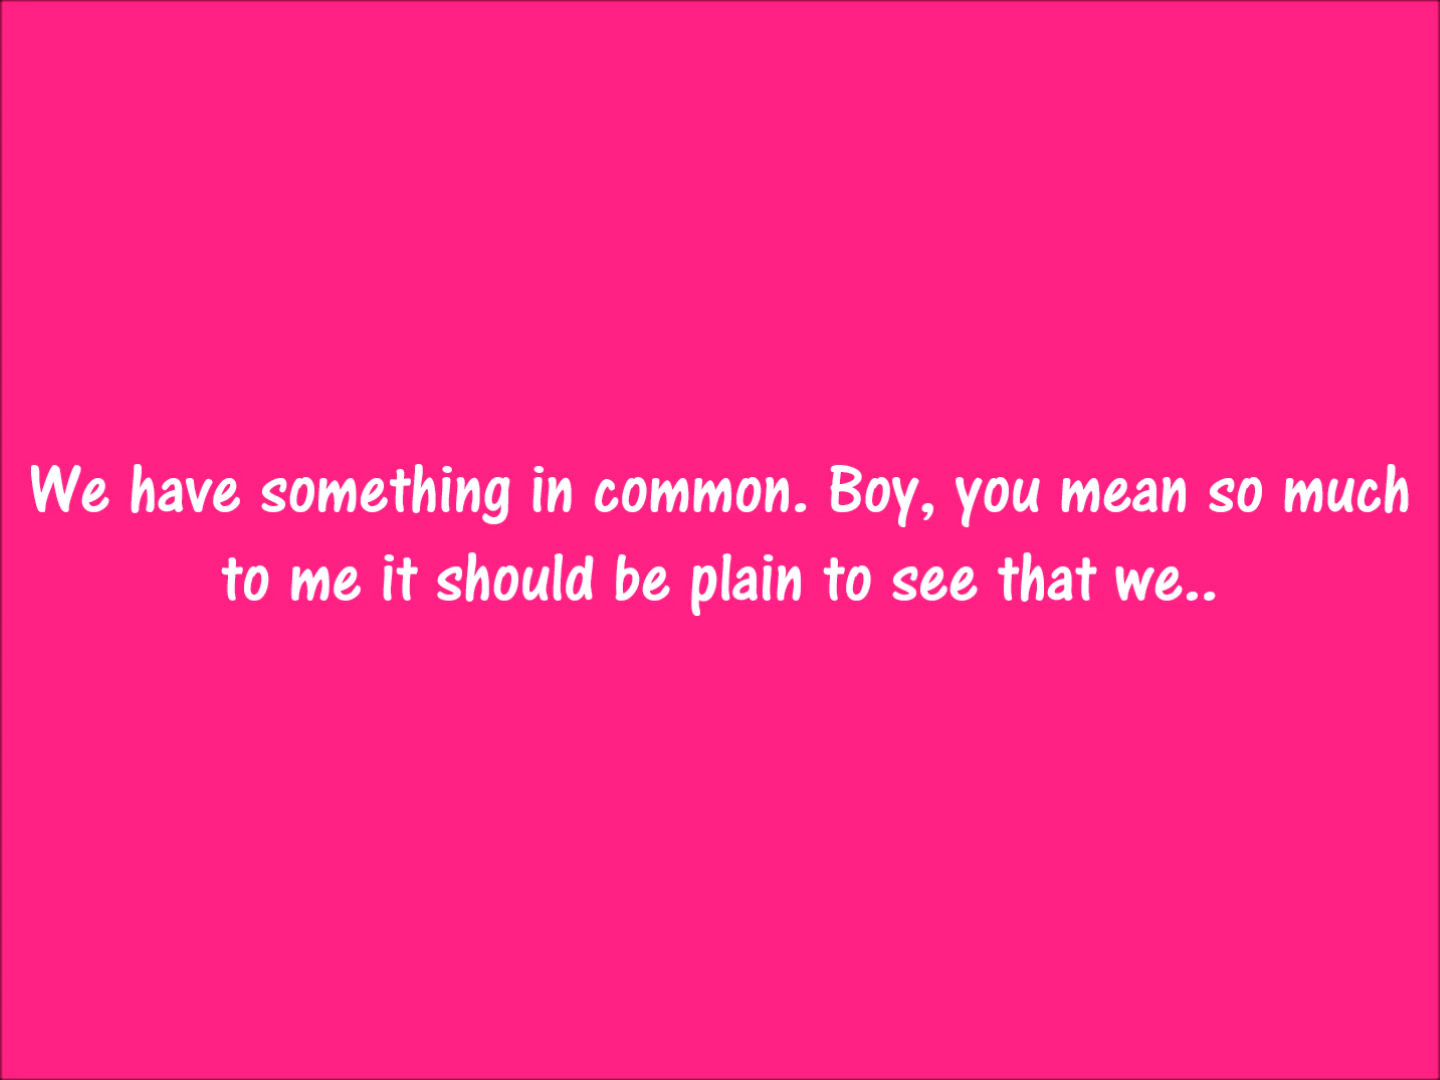 We have something in common. Boy, you mean so much
to me it should be plain to see that we..